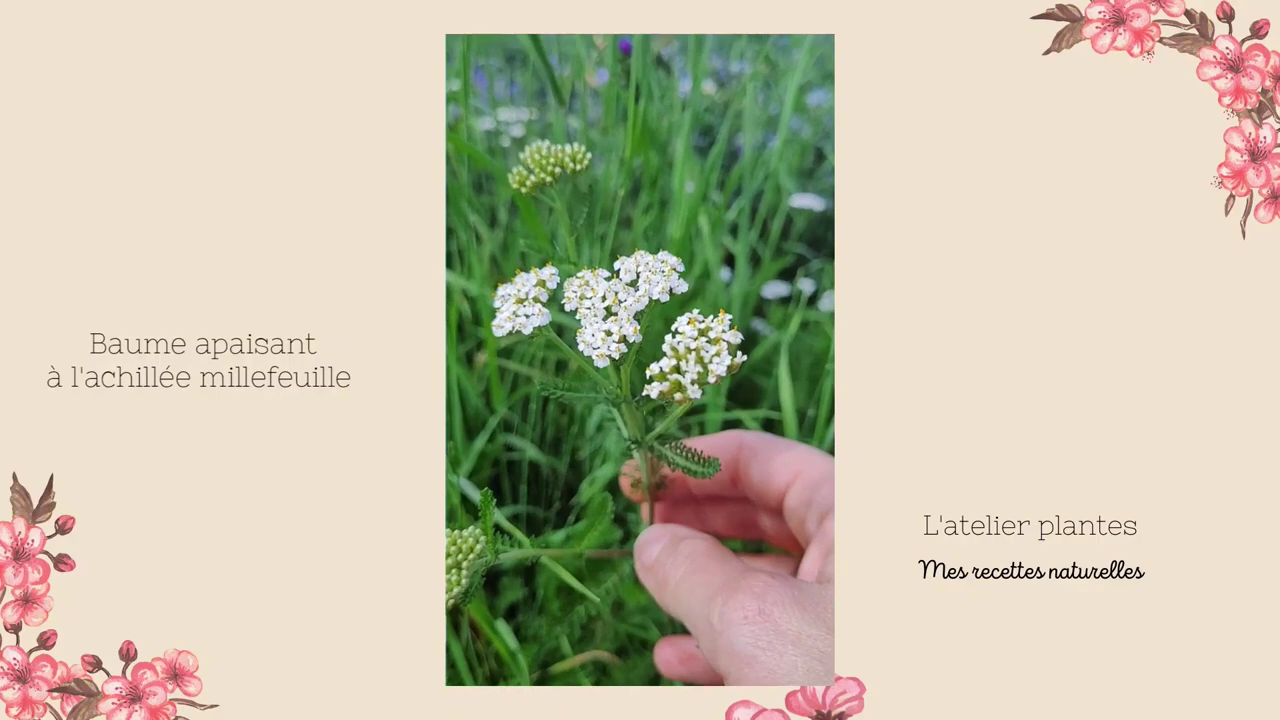 Baume apaisant
à l'achillée millefeuille
L'atelier plantes
Mes recettes naturelles